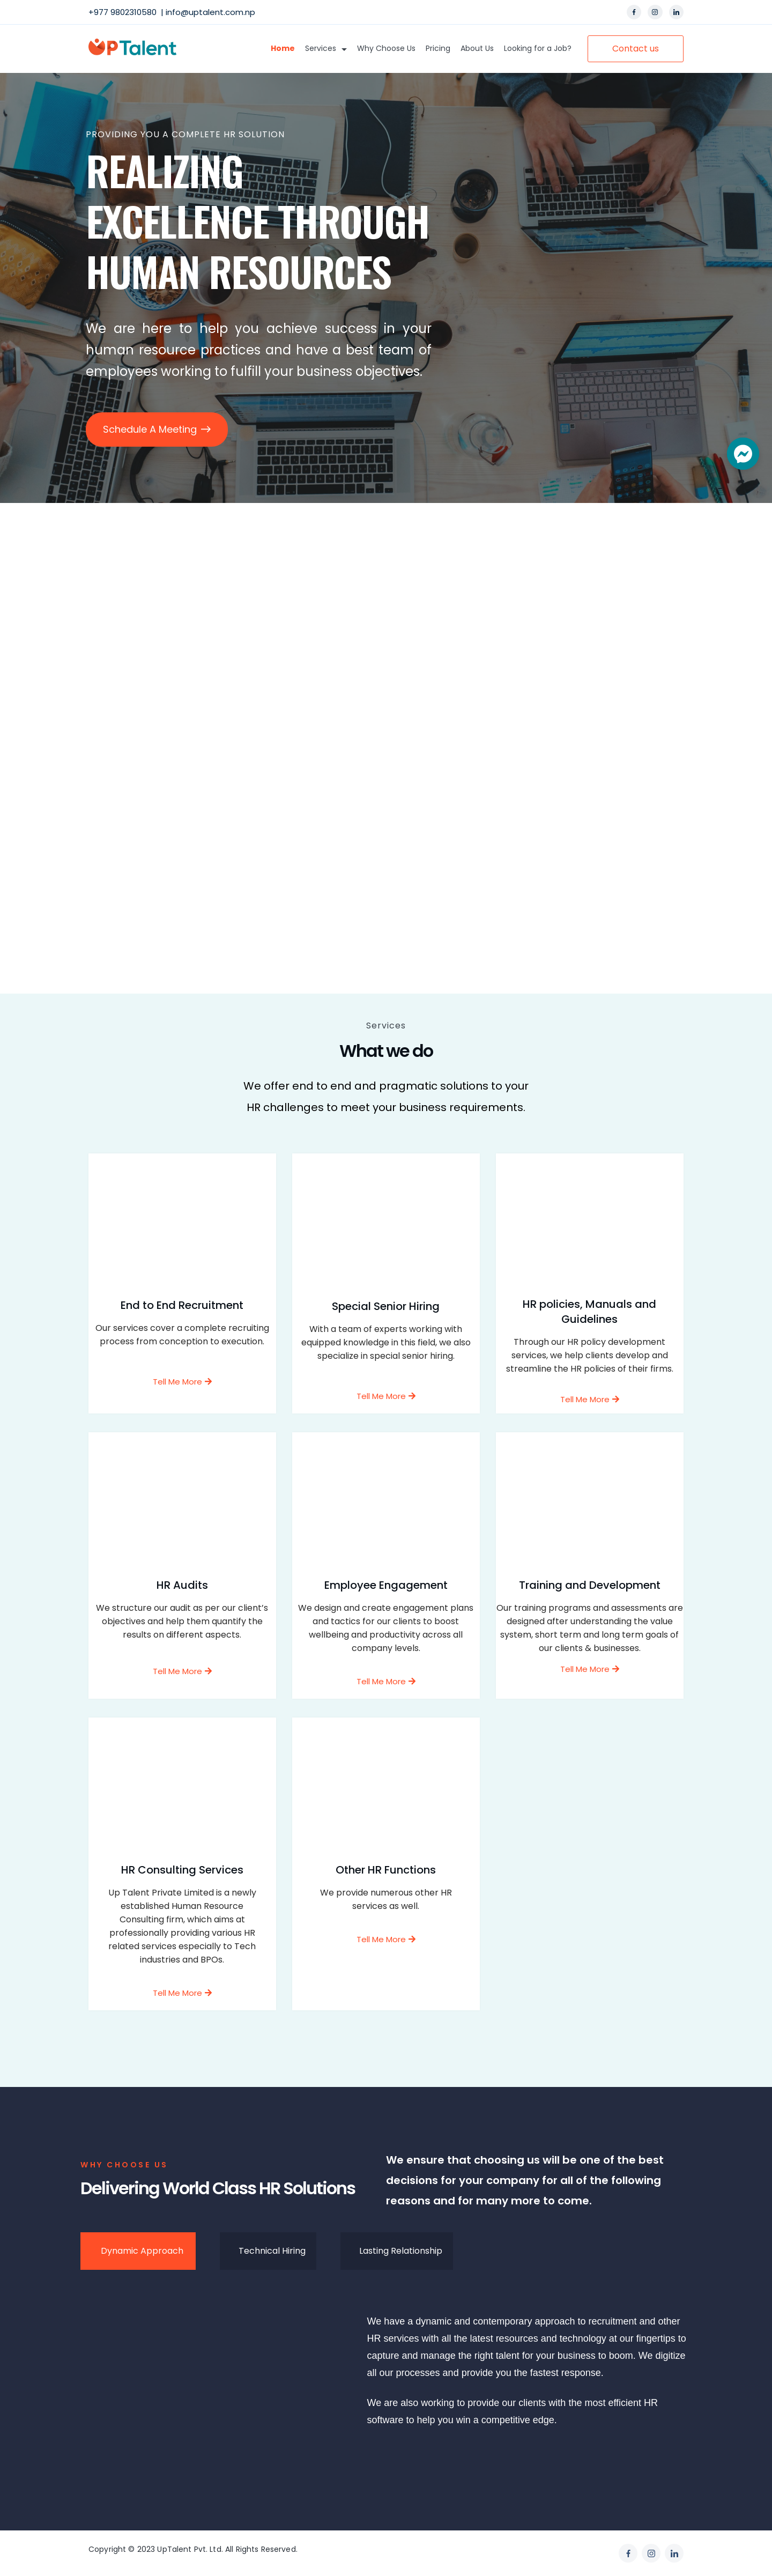 +977 9802310580 | info@uptalent.com.np
UPTalent
Home Services Why Choose Us Pricing About Us Looking for a Job? Contact us
PROVIDING YOU A COMPLETE HR SOLUTION
REALIZING
EXCELLENCE THROUGH
HUMAN RESOURCES
We are here to help you achieve success in your
human resource practices and have a best team of
employees working to fulfill your business objectives.
Schedule A Meeting
Services
What we do
We offer end to end and pragmatic solutions to your
HR challenges to meet your business requirements.
End to End Recruitment
Our services cover a complete recruiting
process from conception to execution.
Tell Me More
Special Senior Hiring
With a team of experts working with
equipped knowledge in this field, we also
specialize in special senior hiring.
Tell Me More
HR policies, Manuals and
Guidelines
Through our HR policy development
services, we help clients develop and
streamline the HR policies of their firms.
Tell Me More
HR Audits
We structure our audit as per our client’s
objectives and help them quantify the
results on different aspects.
Tell Me More
Employee Engagement
We design and create engagement plans
and tactics for our clients to boost
wellbeing and productivity across all
company levels.
Tell Me More
Training and Development
Our training programs and assessments are
designed after understanding the value
system, short term and long term goals of
our clients & businesses.
Tell Me More
HR Consulting Services
Up Talent Private Limited is a newly
established Human Resource
Consulting firm, which aims at
professionally providing various HR
related services especially to Tech
industries and BPOs.
Tell Me More
Other HR Functions
We provide numerous other HR
services as well.
Tell Me More
WHY CHOOSE US
Delivering World Class HR Solutions
We ensure that choosing us will be one of the best
decisions for your company for all of the following
reasons and for many more to come.
Dynamic Approach
Technical Hiring
Lasting Relationship
We have a dynamic and contemporary approach to recruitment and other
HR services with all the latest resources and technology at our fingertips to
capture and manage the right talent for your business to boom. We digitize
all our processes and provide you the fastest response.
We are also working to provide our clients with the most efficient HR
software to help you win a competitive edge.
Copyright © 2023 UpTalent Pvt. Ltd. All Rights Reserved.